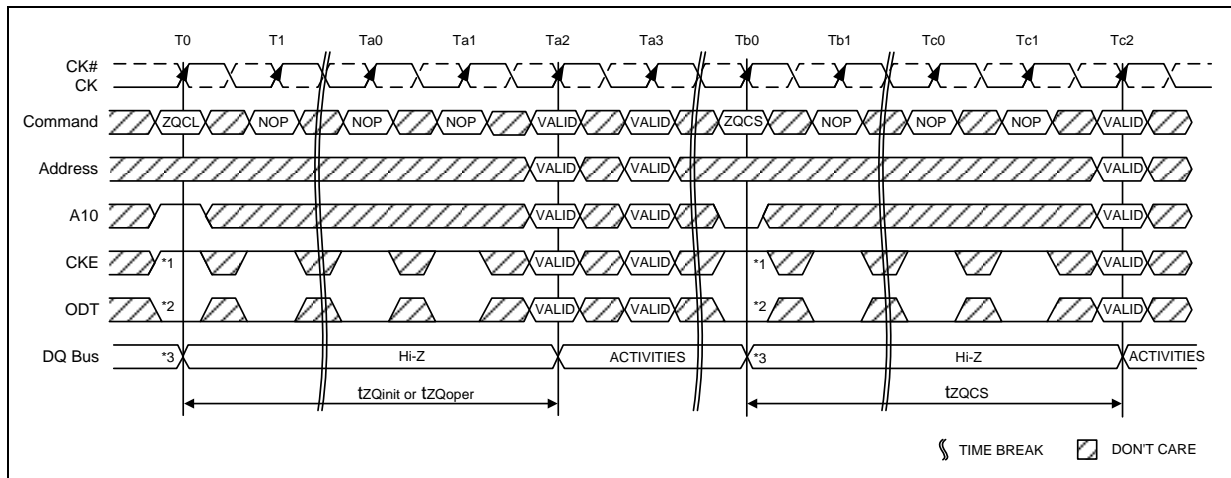 T0 T1 Ta0 Ta1 Ta2 Ta3 Tb0 Tb1 Tc0 Tc1 Tc2
CK#
CK
Command ZQCL NOP NOP NOP VALID VALID ZQCS NOP NOP NOP VALID
Address VALID VALID VALID
A10 VALID VALID VALID
CKE *1 VALID VALID *1 VALID
ODT *2 VALID VALID *2 VALID
DQ Bus *3 Hi-Z ACTIVITIES *3 Hi-Z ACTIVITIES
tZQinit or tZQoper tZQCS
TIME BREAK DON'T CARE